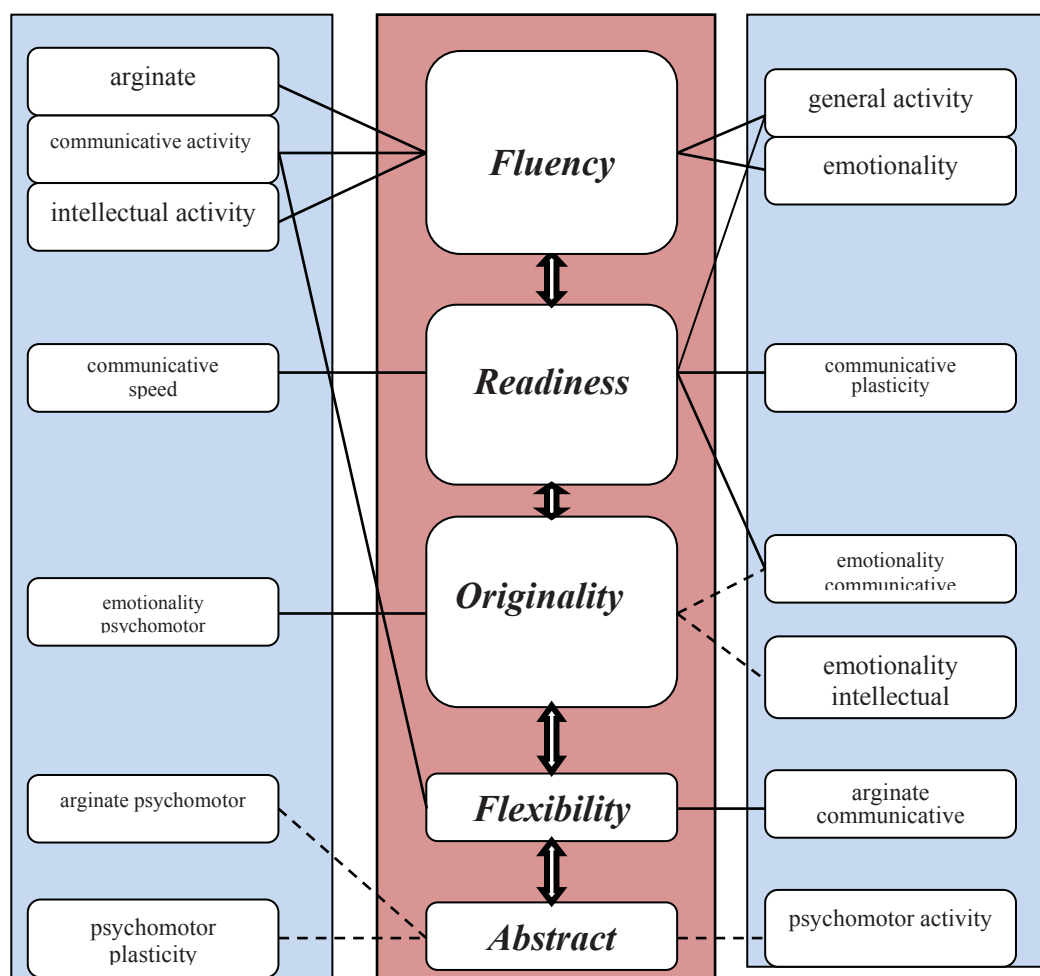 arginate
communicative activity
intellectual activity
communicative
speed
emotionality
psychomotor
arginate psychomotor
psychomotor
plasticity
Fluency
Readiness
Originality
Flexibility
Abstract
general activity
emotionality
communicative
plasticity
emotionality
communicative
emotionality
intellectual
arginate
communicative
psychomotor activity